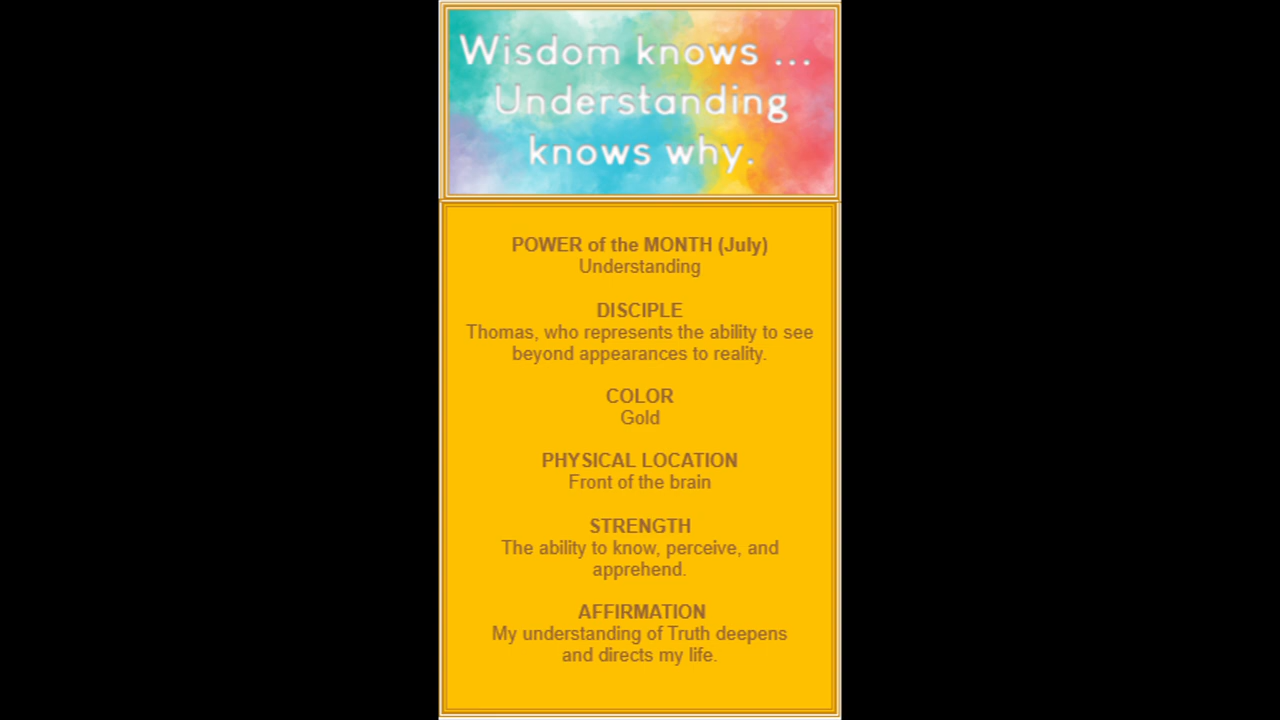 Wisdom knows ...
Understanding
knows why.
POWER of the MONTH (July)
Understanding
DISCIPLE
Thomas, who represents the ability to see
beyond appearances to reality.
COLOR
Gold
PHYSICAL LOCATION
Front of the brain
STRENGTH
The ability to know, perceive, and
apprehend.
AFFIRMATION
My understanding of Truth deepens
and directs my life.